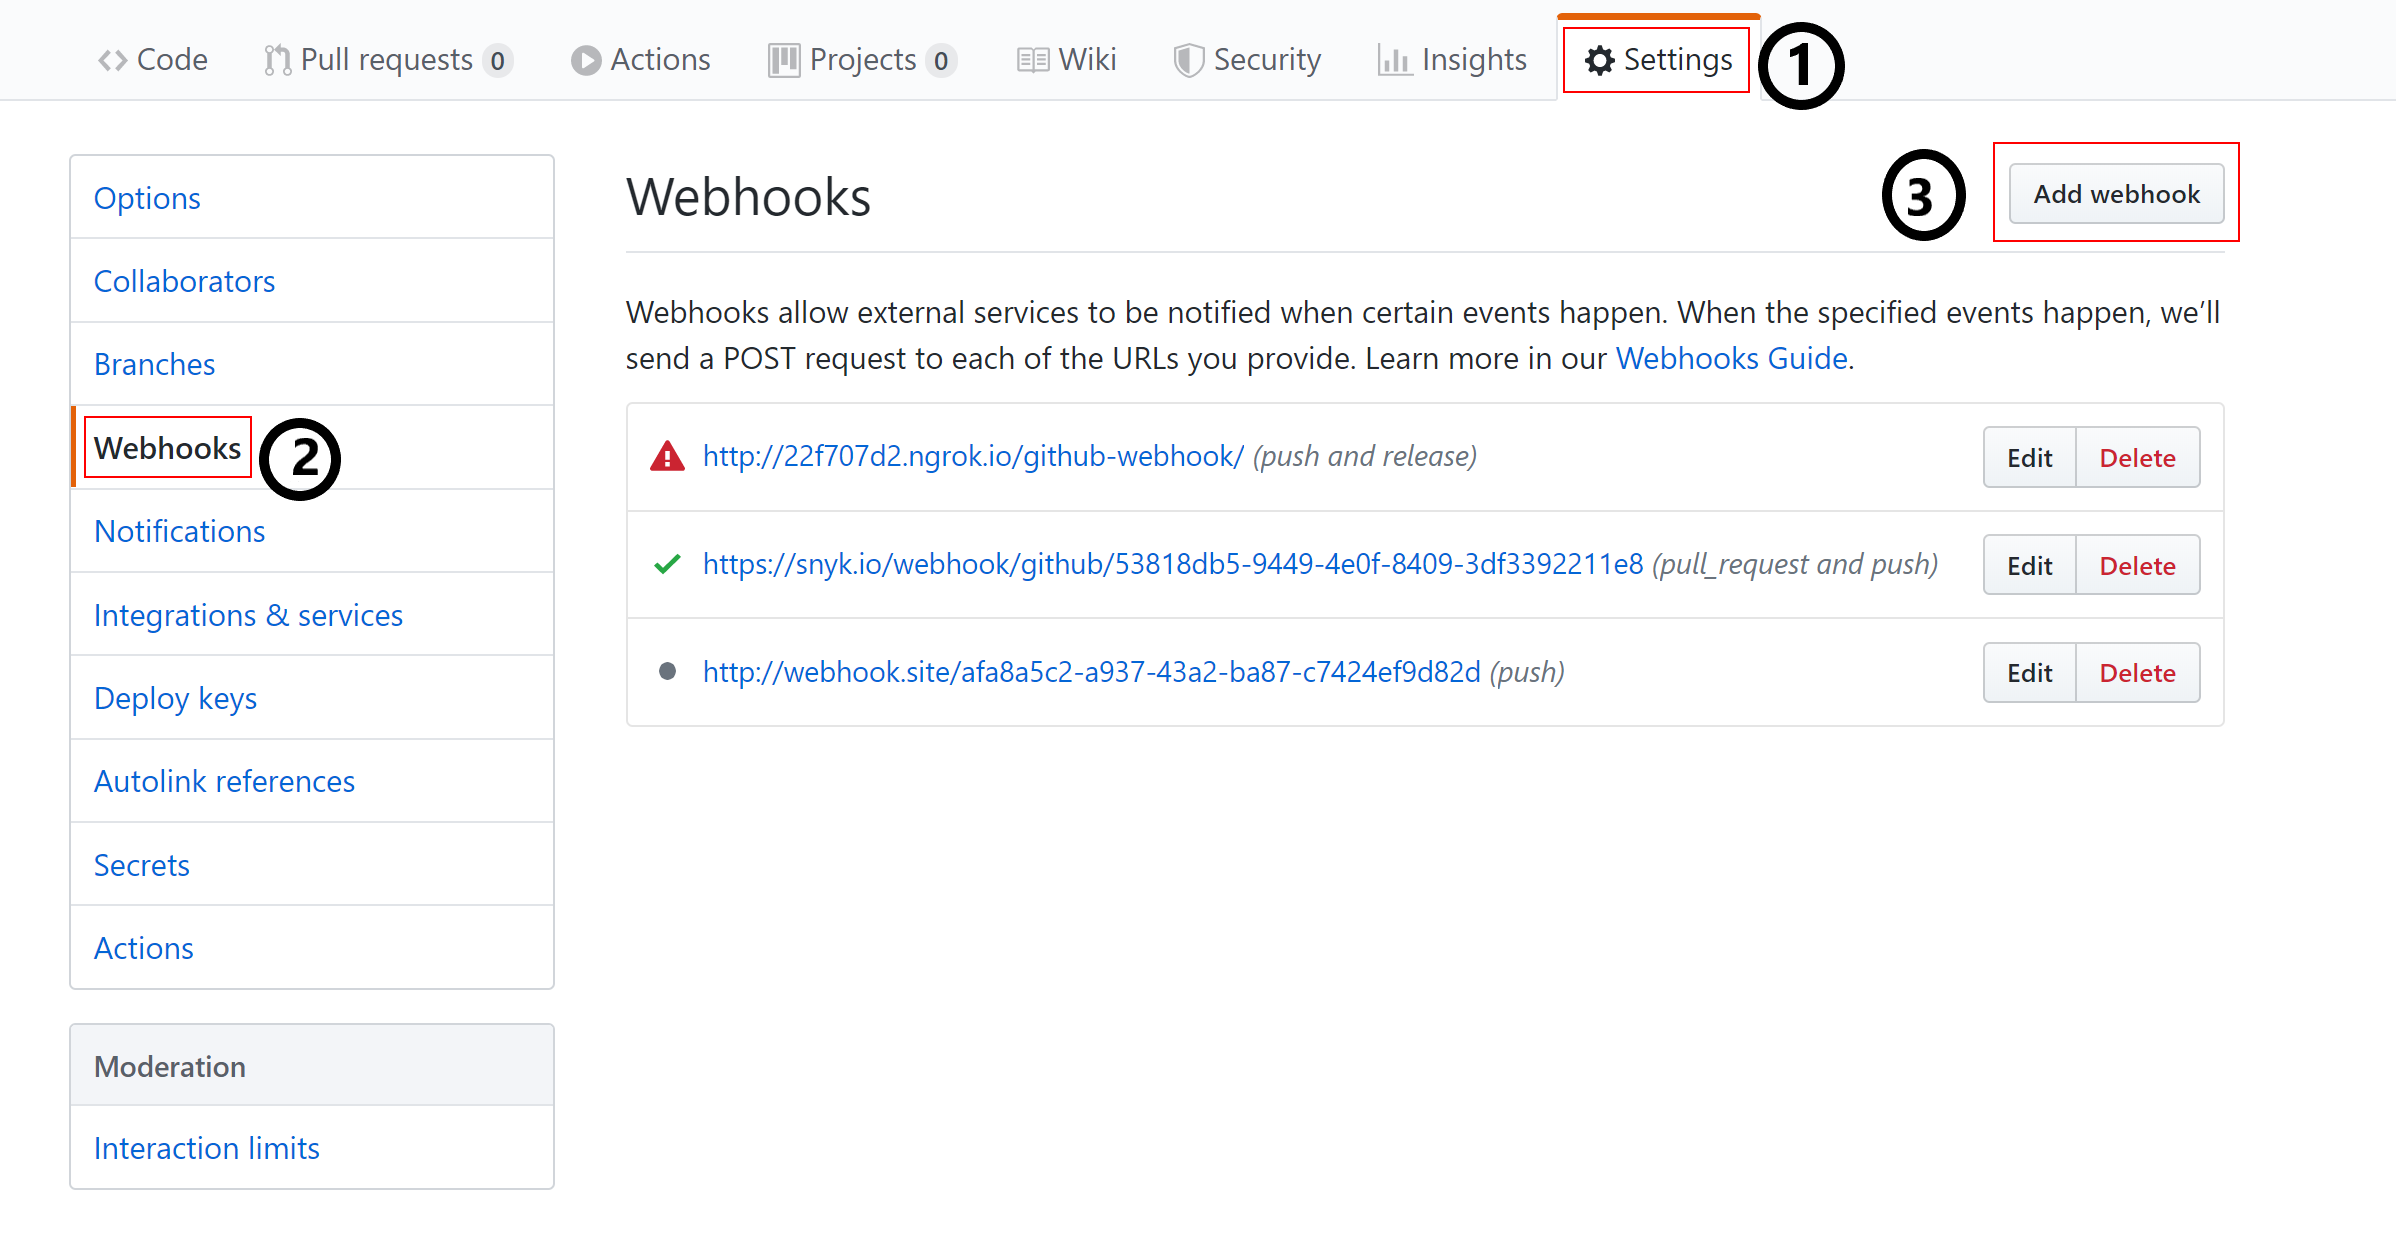 Code Pull requests 0 Actions Projects 0 Wiki Security Insights Settings 1
Options
Collaborators
Branches
Webhooks 2
Notifications
Integrations & services
Deploy keys
Autolink references
Secrets
Actions
Moderation
Interaction limits
Webhooks 3 Add webhook
Webhooks allow external services to be notified when certain events happen. When the specified events happen, we’ll
send a POST request to each of the URLs you provide. Learn more in our Webhooks Guide.
http://22f707d2.ngrok.io/github-webhook/ (push and release) Edit Delete
https://snyk.io/webhook/github/53818db5-9449-4e0f-8409-3df3392211e8 (pull_request and push) Edit Delete
http://webhook.site/afa8a5c2-a937-43a2-ba87-c7424ef9d82d (push) Edit Delete